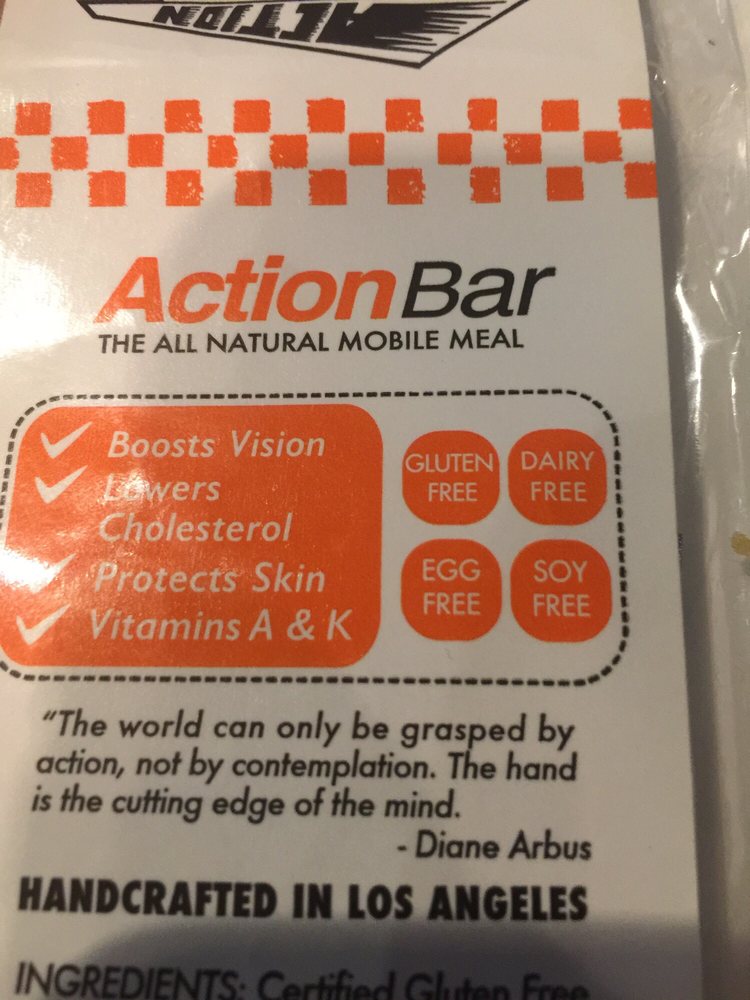 ACTION
ActionBar
THE ALL NATURAL MOBILE MEAL
Boosts Vision
Lowers
Cholesterol
Protects Skin
Vitamins A & K
GLUTEN
FREE
DAIRY
FREE
EGG
FREE
SOY
FREE
“The world can only be grasped by
action, not by contemplation. The hand
is the cutting edge of the mind.
- Diane Arbus
HANDCRAFTED IN LOS ANGELES
INGREDIENTS: Certified Gluten Free